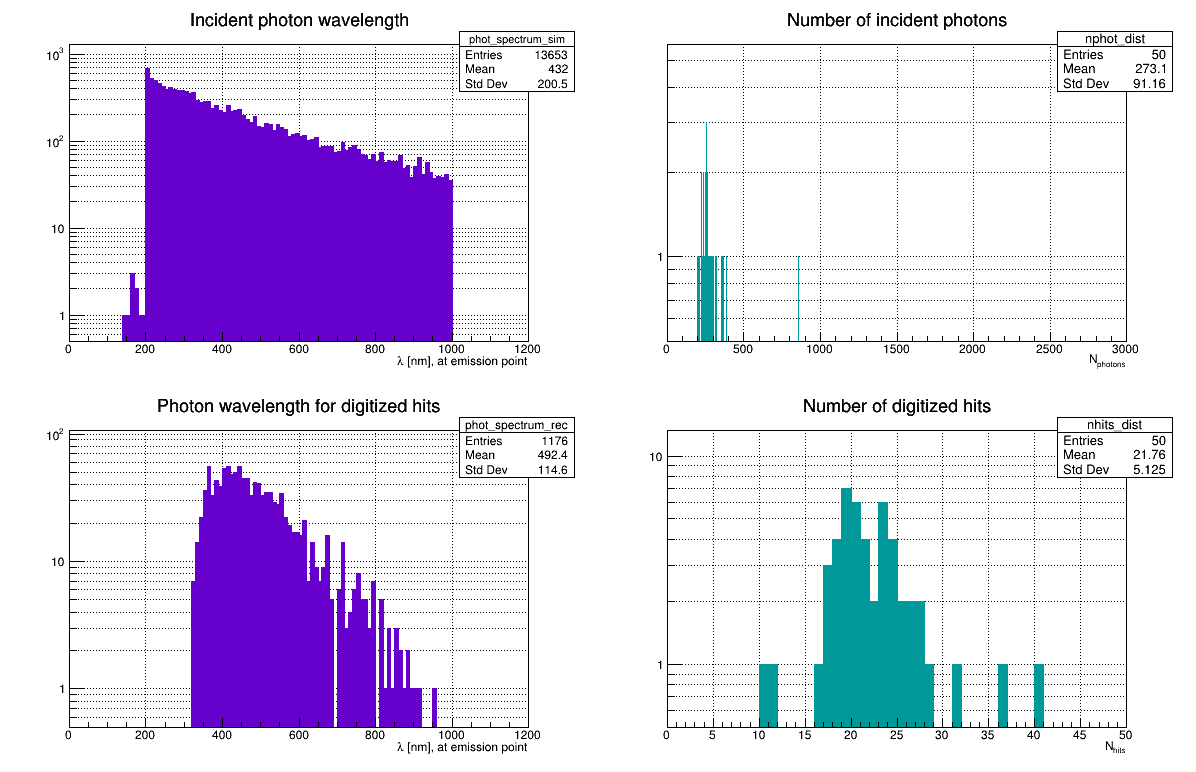 Incident photon wavelength
phot_spectrum_sim
Entries 13653
Mean 432
Std Dev 200.5
10³
10²
10
1
0 200 400 600 800 1000 1200
λ [nm], at emission point
Number of incident photons
nphot_dist
Entries 50
Mean 273.1
Std Dev 91.16
1
0 500 1000 1500 2000 2500 3000
N_photons
Photon wavelength for digitized hits
phot_spectrum_rec
Entries 1176
Mean 492.4
Std Dev 114.6
10²
10
1
0 200 400 600 800 1000 1200
λ [nm], at emission point
Number of digitized hits
nhits_dist
Entries 50
Mean 21.76
Std Dev 5.125
10
1
0 5 10 15 20 25 30 35 40 45 50
N_hits